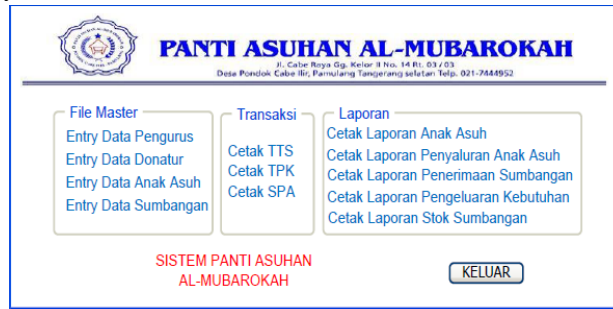 PANTI ASUHAN AL-MUBAROKAH
Jl. Cabe Raya Gg. Kelor II No. 14 Rt. 03 / 03
Desa Pondok Cabe Ilir, Pamulang Tangerang selatan Telp. 021-7444952
File Master
Entry Data Pengurus
Entry Data Donatur
Entry Data Anak Asuh
Entry Data Sumbangan
Transaksi
Cetak TTS
Cetak TPK
Cetak SPA
Laporan
Cetak Laporan Anak Asuh
Cetak Laporan Penyaluran Anak Asuh
Cetak Laporan Penerimaan Sumbangan
Cetak Laporan Pengeluaran Kebutuhan
Cetak Laporan Stok Sumbangan
SISTEM PANTI ASUHAN
AL-MUBAROKAH
KELUAR